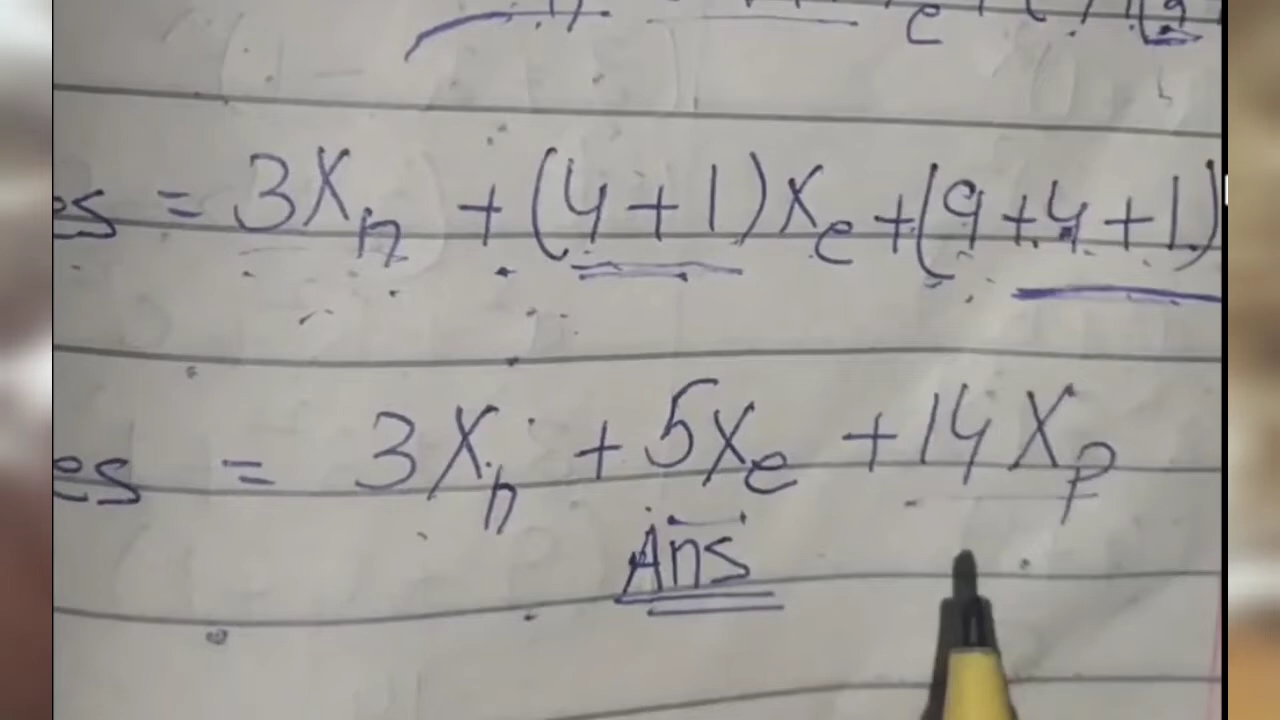 es = 3Xn + (4+1)Xe + (9+4+1)
es = 3Xn + 5Xe + 14Xp
Ans